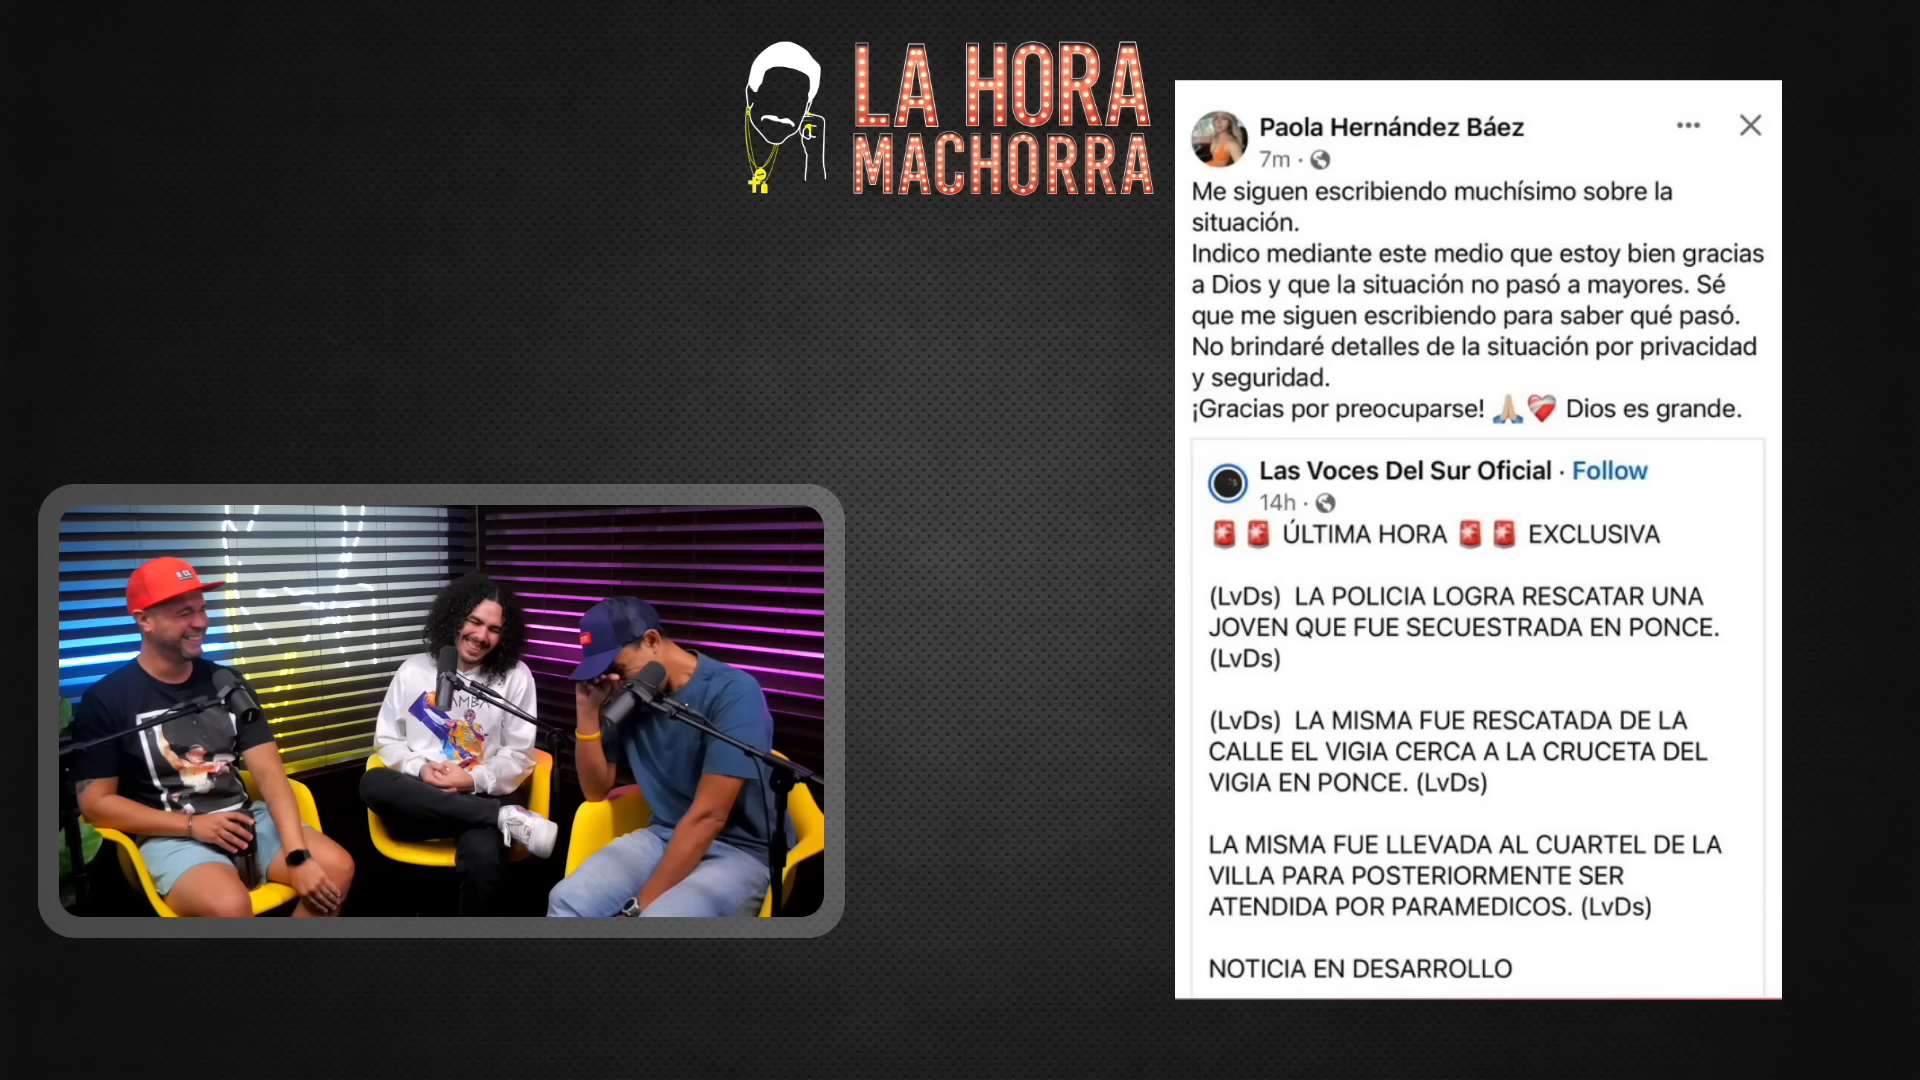 LA HORA
MACHORRA
Paola Hernández Báez
7m ·
Me siguen escribiendo muchísimo sobre la
situación.
Indico mediante este medio que estoy bien gracias
a Dios y que la situación no pasó a mayores. Sé
que me siguen escribiendo para saber qué pasó.
No brindaré detalles de la situación por privacidad
y seguridad.
¡Gracias por preocuparse! 🙏🏼❤️‍🩹 Dios es grande.
Las Voces Del Sur Oficial · Follow
14h ·
🚨🚨 ÚLTIMA HORA 🚨🚨 EXCLUSIVA
(LvDs) LA POLICIA LOGRA RESCATAR UNA
JOVEN QUE FUE SECUESTRADA EN PONCE.
(LvDs)
(LvDs) LA MISMA FUE RESCATADA DE LA
CALLE EL VIGIA CERCA A LA CRUCETA DEL
VIGIA EN PONCE. (LvDs)
LA MISMA FUE LLEVADA AL CUARTEL DE LA
VILLA PARA POSTERIORMENTE SER
ATENDIDA POR PARAMEDICOS. (LvDs)
NOTICIA EN DESARROLLO